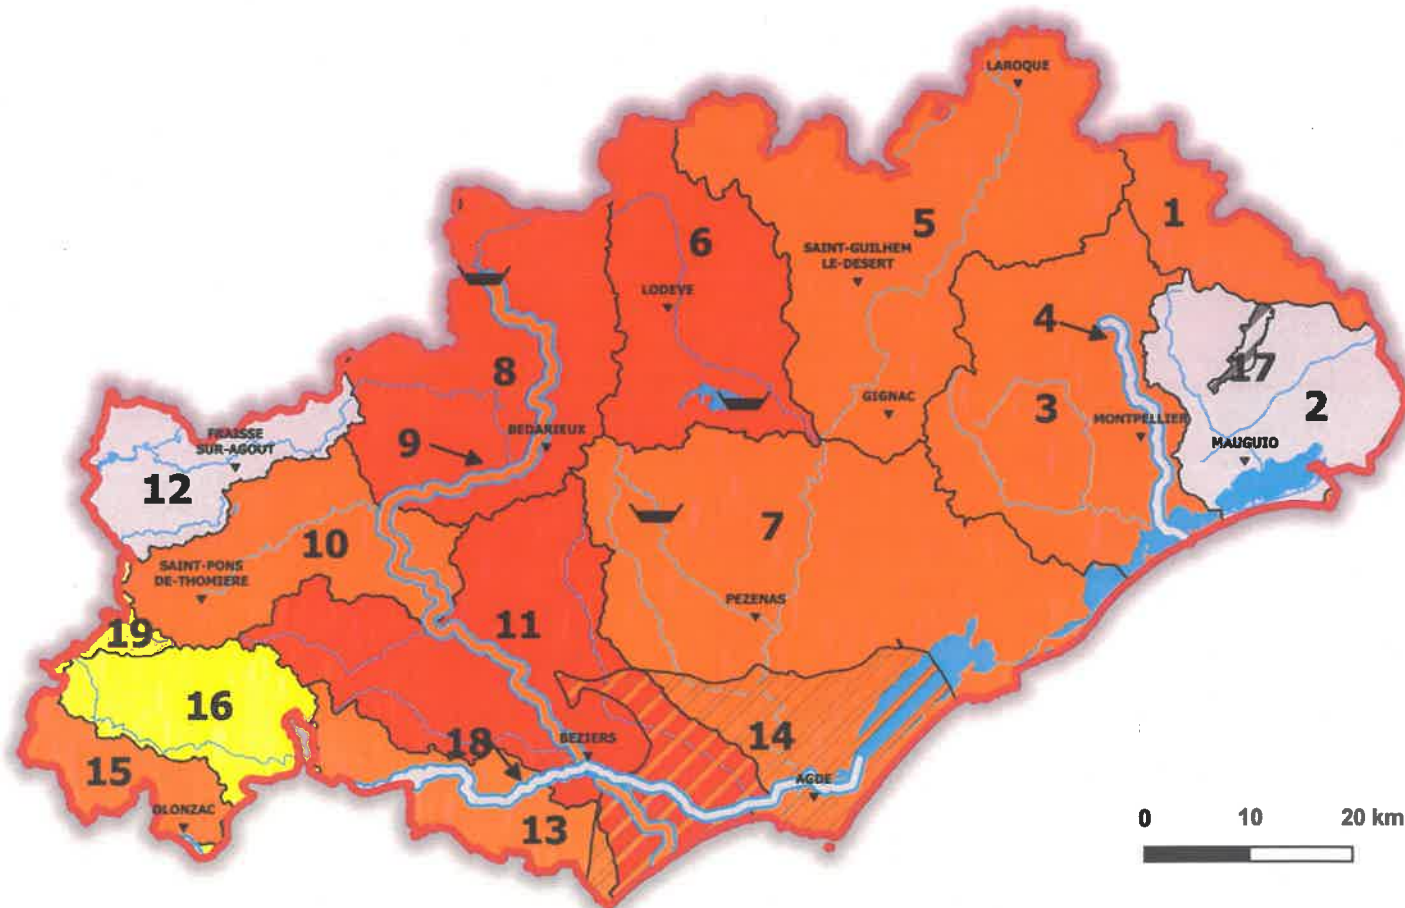 LAROQUE
1
5
6
SAINT-GUILHEM
LE-DESERT
LODEVE
4
17
8
GIGNAC
3
2
MONTPELLIER
BEDARIEUX
9
FRAISSE
SUR-AGOUT
MAUGUIO
12
7
10
SAINT-PONS
DE-THOMIERE
PEZENAS
11
19
16
14
18
BEZIERS
15
AGDE
OLONZAC
13
0 10 20 km